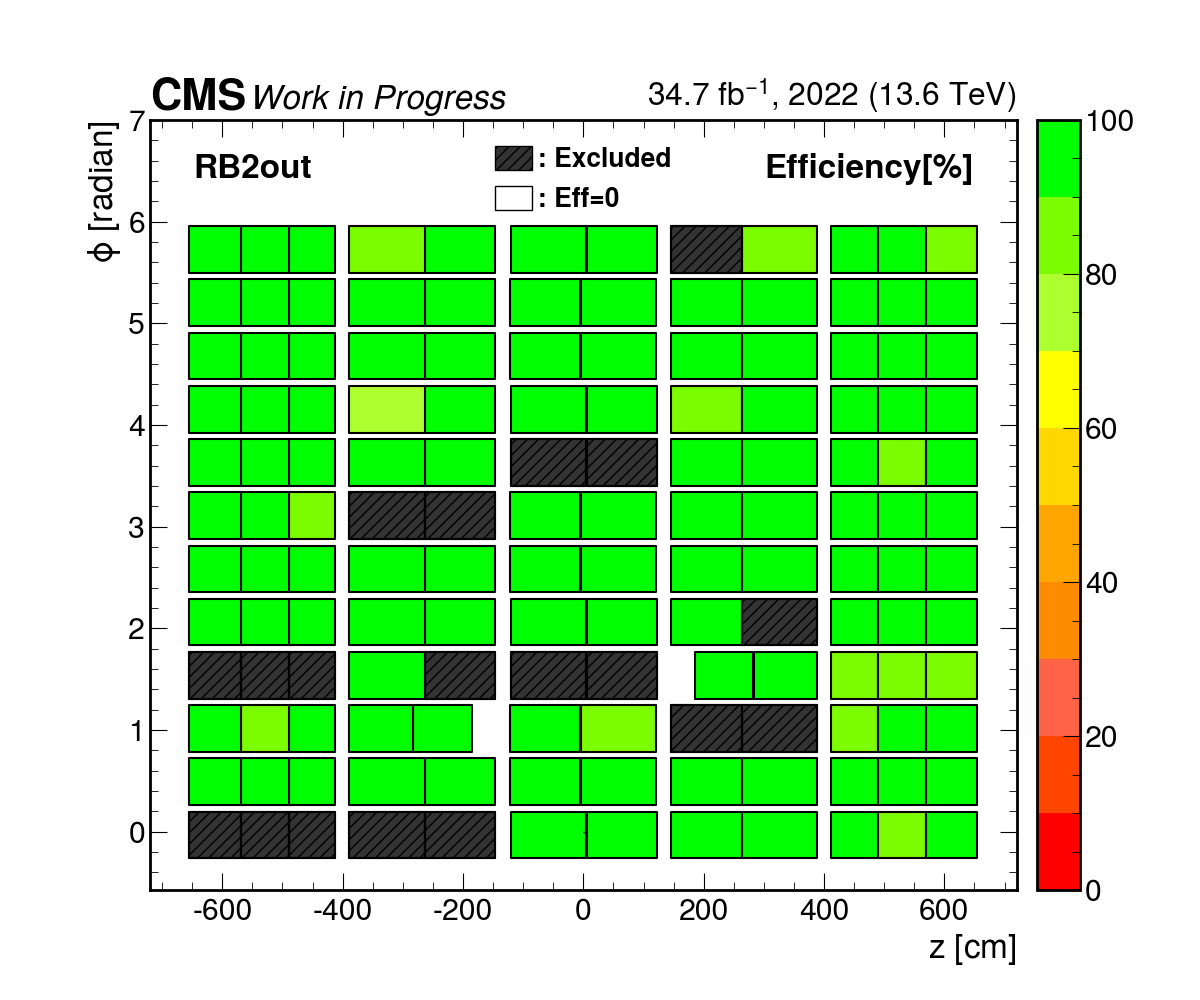 CMS Work in Progress 34.7 fb⁻¹, 2022 (13.6 TeV)
RB2out : Excluded Efficiency[%]
: Eff=0
ϕ [radian]
7
6
5
4
3
2
1
0
-600 -400 -200 0 200 400 600
z [cm]
100
80
60
40
20
0